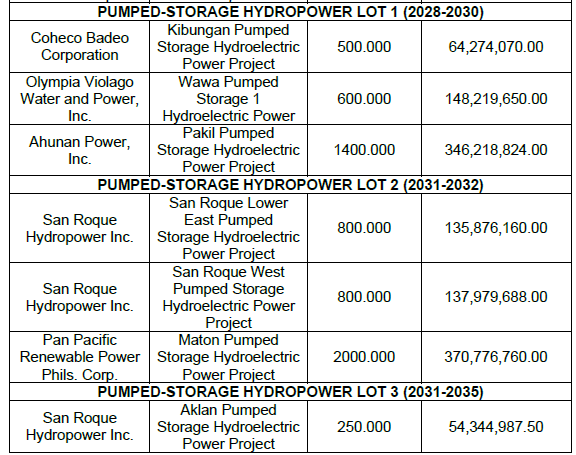 PUMPED-STORAGE HYDROPOWER LOT 1 (2028-2030)
Coheco Badeo
Corporation
Kibungan Pumped
Storage Hydroelectric
Power Project
500.000
64,274,070.00
Olympia Violago
Water and Power,
Inc.
Wawa Pumped
Storage 1
Hydroelectric Power
600.000
148,219,650.00
Ahunan Power,
Inc.
Pakil Pumped
Storage Hydroelectric
Power Project
1400.000
346,218,824.00
PUMPED-STORAGE HYDROPOWER LOT 2 (2031-2032)
San Roque
Hydropower Inc.
San Roque Lower
East Pumped
Storage Hydroelectric
Power Project
800.000
135,876,160.00
San Roque
Hydropower Inc.
San Roque West
Pumped Storage
Hydroelectric Power
Project
800.000
137,979,688.00
Pan Pacific
Renewable Power
Phils. Corp.
Maton Pumped
Storage Hydroelectric
Power Project
2000.000
370,776,760.00
PUMPED-STORAGE HYDROPOWER LOT 3 (2031-2035)
San Roque
Hydropower Inc.
Aklan Pumped
Storage Hydroelectric
Power Project
250.000
54,344,987.50